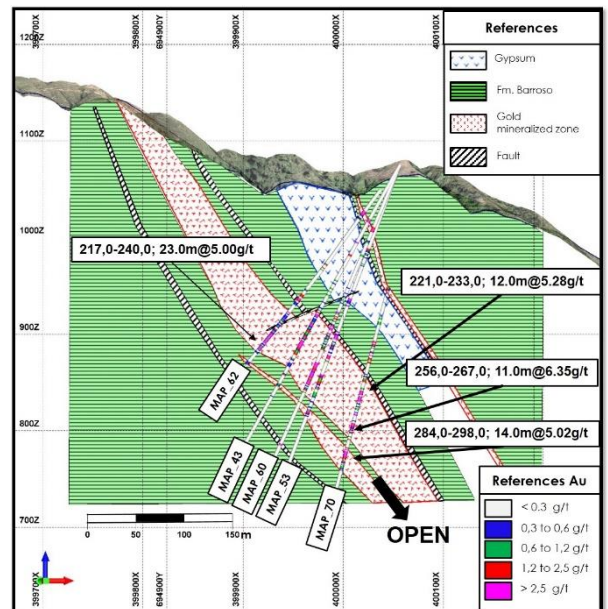 399700X
399800X
694900Y
399900X
400000X
400100X
1200Z
1100Z
1000Z
900Z
800Z
700Z
References
Gypsum
Fm. Barroso
Gold
mineralized zone
Fault
217,0-240,0; 23.0m@5.00g/t
221,0-233,0; 12.0m@5.28g/t
256,0-267,0; 11.0m@6.35g/t
284,0-298,0; 14.0m@5.02g/t
MAP_62
MAP_43
MAP_60
MAP_53
MAP_70
OPEN
0 50 100 150 m
References Au
< 0.3 g/t
0,3 to 0,6 g/t
0,6 to 1,2 g/t
1,2 to 2,5 g/t
> 2,5 g/t
399700X
399800X
694900Y
399900X
400000X
400100X